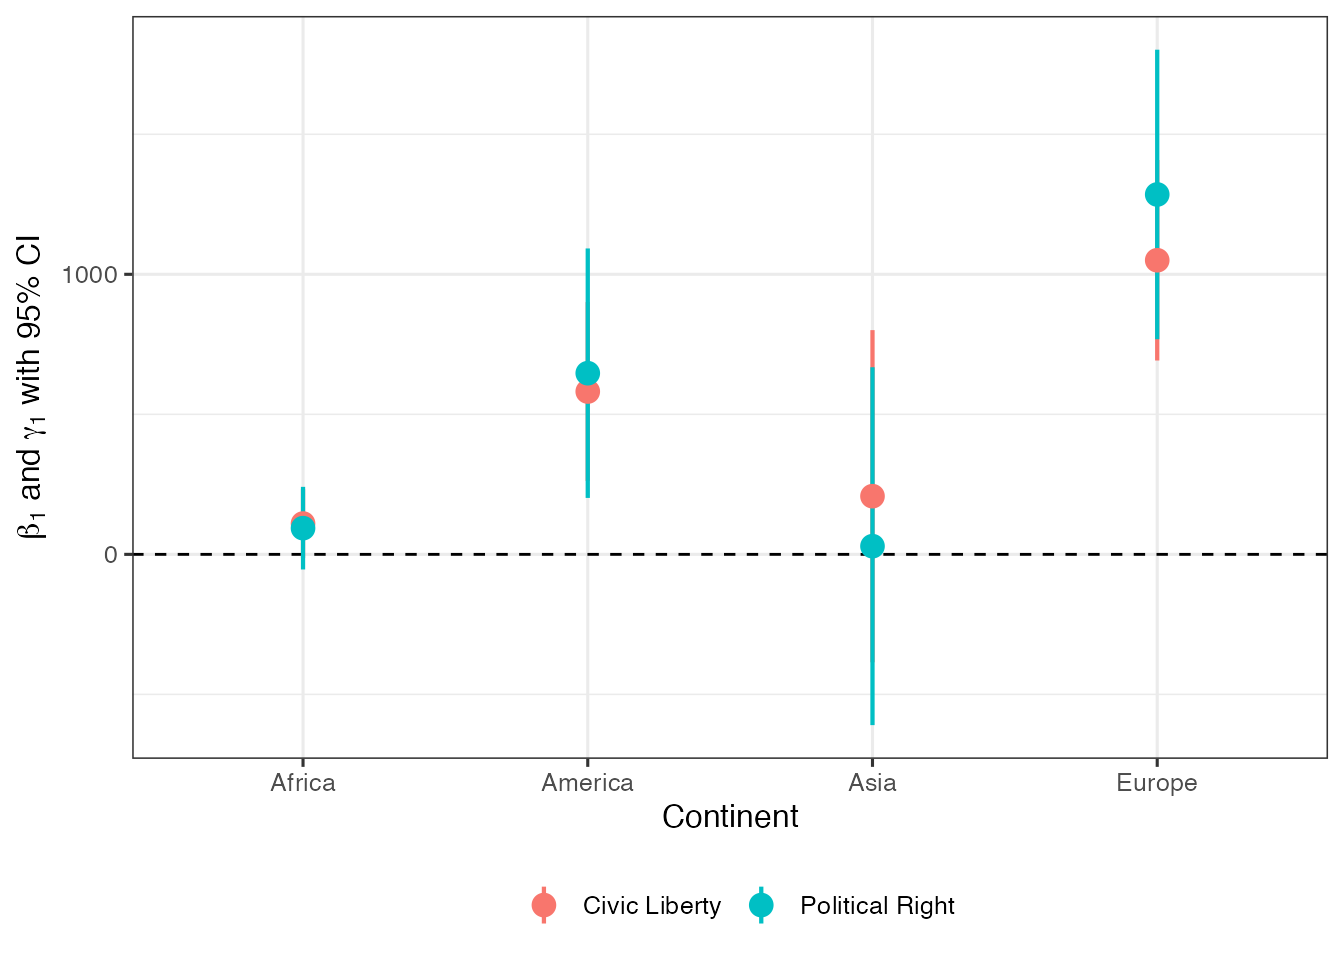 β1 and γ1 with 95% CI
1000
0
Africa America Asia Europe
Continent
Civic Liberty Political Right